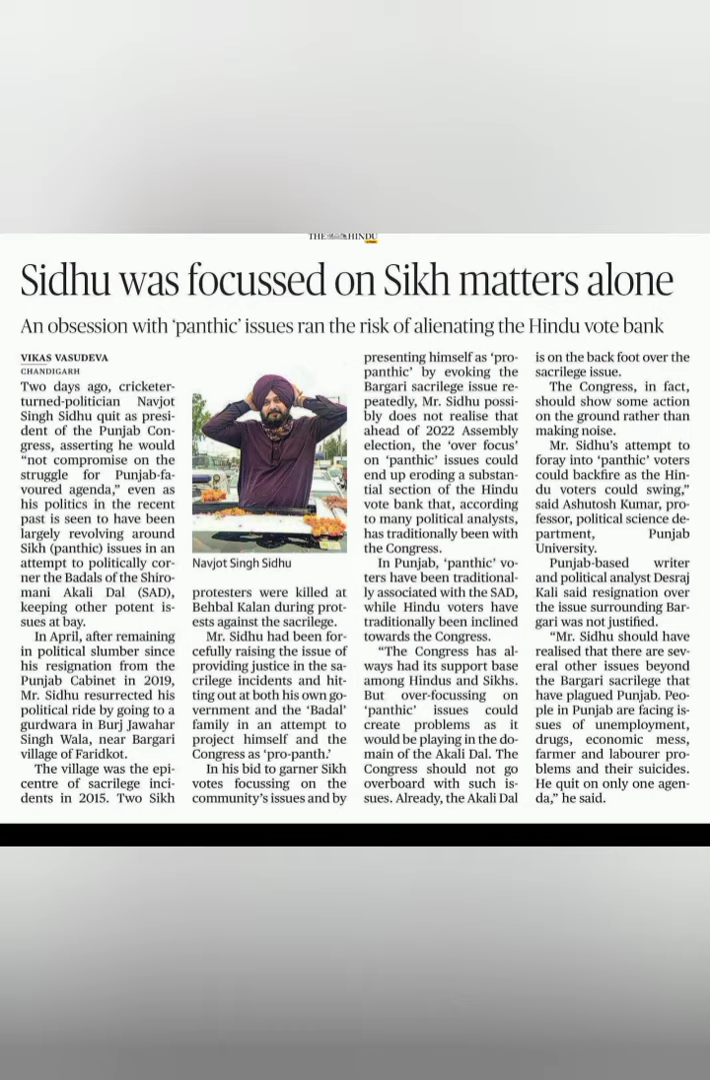 THE HINDU
Sidhu was focussed on Sikh matters alone
An obsession with ‘panthic’ issues ran the risk of alienating the Hindu vote bank
VIKAS VASUDEVA
CHANDIGARH
Two days ago, cricketer-
turned-politician Navjot
Singh Sidhu quit as presi-
dent of the Punjab Con-
gress, asserting he would
“not compromise on the
struggle for Punjab-fa-
voured agenda,” even as
his politics in the recent
past is seen to have been
largely revolving around
Sikh (panthic) issues in an
attempt to politically cor-
ner the Badals of the Shiro-
mani Akali Dal (SAD),
keeping other potent is-
sues at bay.
In April, after remaining
in political slumber since
his resignation from the
Punjab Cabinet in 2019,
Mr. Sidhu resurrected his
political ride by going to a
gurdwara in Burj Jawahar
Singh Wala, near Bargari
village of Faridkot.
The village was the epi-
centre of sacrilege inci-
dents in 2015. Two Sikh
Navjot Singh Sidhu
protesters were killed at
Behbal Kalan during prot-
ests against the sacrilege.
Mr. Sidhu had been for-
cefully raising the issue of
providing justice in the sa-
crilege incidents and hit-
ting out at both his own go-
vernment and the ‘Badal’
family in an attempt to
project himself and the
Congress as ‘pro-panth.’
In his bid to garner Sikh
votes focussing on the
community’s issues and by
presenting himself as ‘pro-
panthic’ by evoking the
Bargari sacrilege issue re-
peatedly, Mr. Sidhu possi-
bly does not realise that
ahead of 2022 Assembly
election, the ‘over focus’
on ‘panthic’ issues could
end up eroding a substan-
tial section of the Hindu
vote bank that, according
to many political analysts,
has traditionally been with
the Congress.
In Punjab, ‘panthic’ vo-
ters have been traditional-
ly associated with the SAD,
while Hindu voters have
traditionally been inclined
towards the Congress.
“The Congress has al-
ways had its support base
among Hindus and Sikhs.
But over-focussing on
‘panthic’ issues could
create problems as it
would be playing in the do-
main of the Akali Dal. The
Congress should not go
overboard with such is-
sues. Already, the Akali Dal
is on the back foot over the
sacrilege issue.
The Congress, in fact,
should show some action
on the ground rather than
making noise.
Mr. Sidhu’s attempt to
foray into ‘panthic’ voters
could backfire as the Hin-
du voters could swing,”
said Ashutosh Kumar, pro-
fessor, political science de-
partment, Punjab
University.
Punjab-based writer
and political analyst Desraj
Kali said resignation over
the issue surrounding Bar-
gari was not justified.
“Mr. Sidhu should have
realised that there are sev-
eral other issues beyond
the Bargari sacrilege that
have plagued Punjab. Peo-
ple in Punjab are facing is-
sues of unemployment,
drugs, economic mess,
farmer and labourer pro-
blems and their suicides.
He quit on only one agen-
da,” he said.